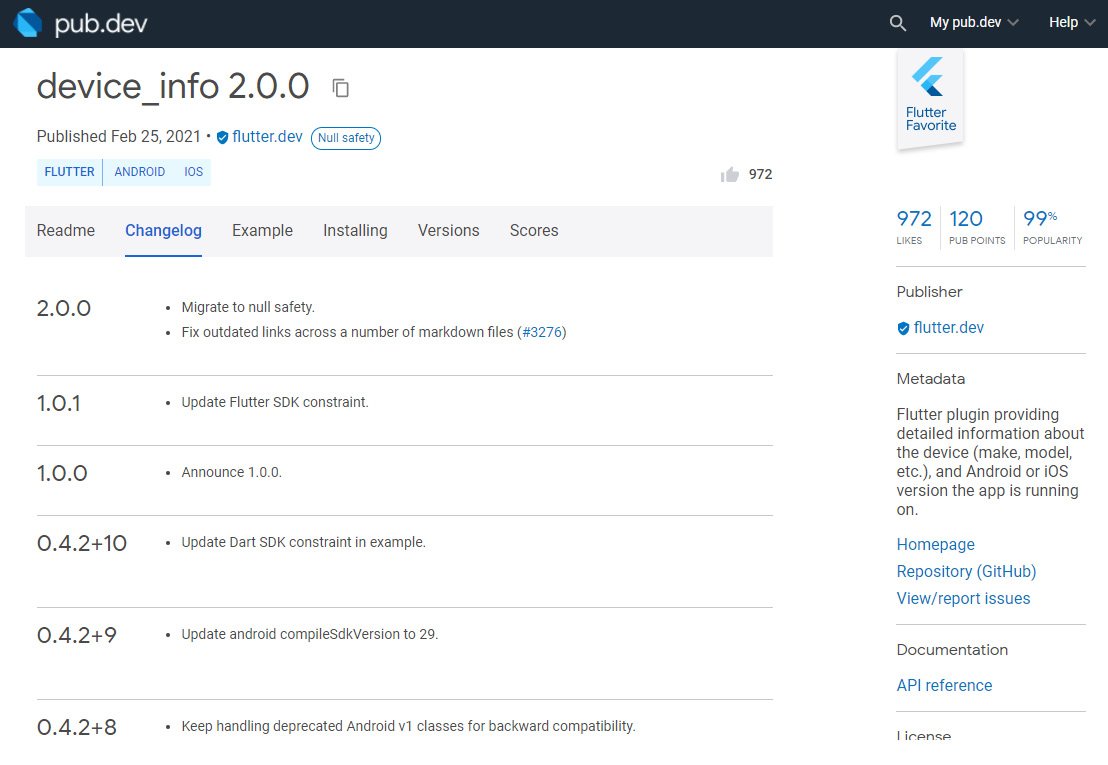 pub.dev
My pub.dev
Help
device_info 2.0.0
Published Feb 25, 2021 • flutter.dev Null safety
FLUTTER ANDROID IOS
972
Flutter
Favorite
Readme Changelog Example Installing Versions Scores
2.0.0
• Migrate to null safety.
• Fix outdated links across a number of markdown files (#3276)
1.0.1
• Update Flutter SDK constraint.
1.0.0
• Announce 1.0.0.
0.4.2+10
• Update Dart SDK constraint in example.
0.4.2+9
• Update android compileSdkVersion to 29.
0.4.2+8
• Keep handling deprecated Android v1 classes for backward compatibility.
972 120 99%
LIKES PUB POINTS POPULARITY
Publisher
flutter.dev
Metadata
Flutter plugin providing
detailed information about
the device (make, model,
etc.), and Android or iOS
version the app is running
on.
Homepage
Repository (GitHub)
View/report issues
Documentation
API reference
License